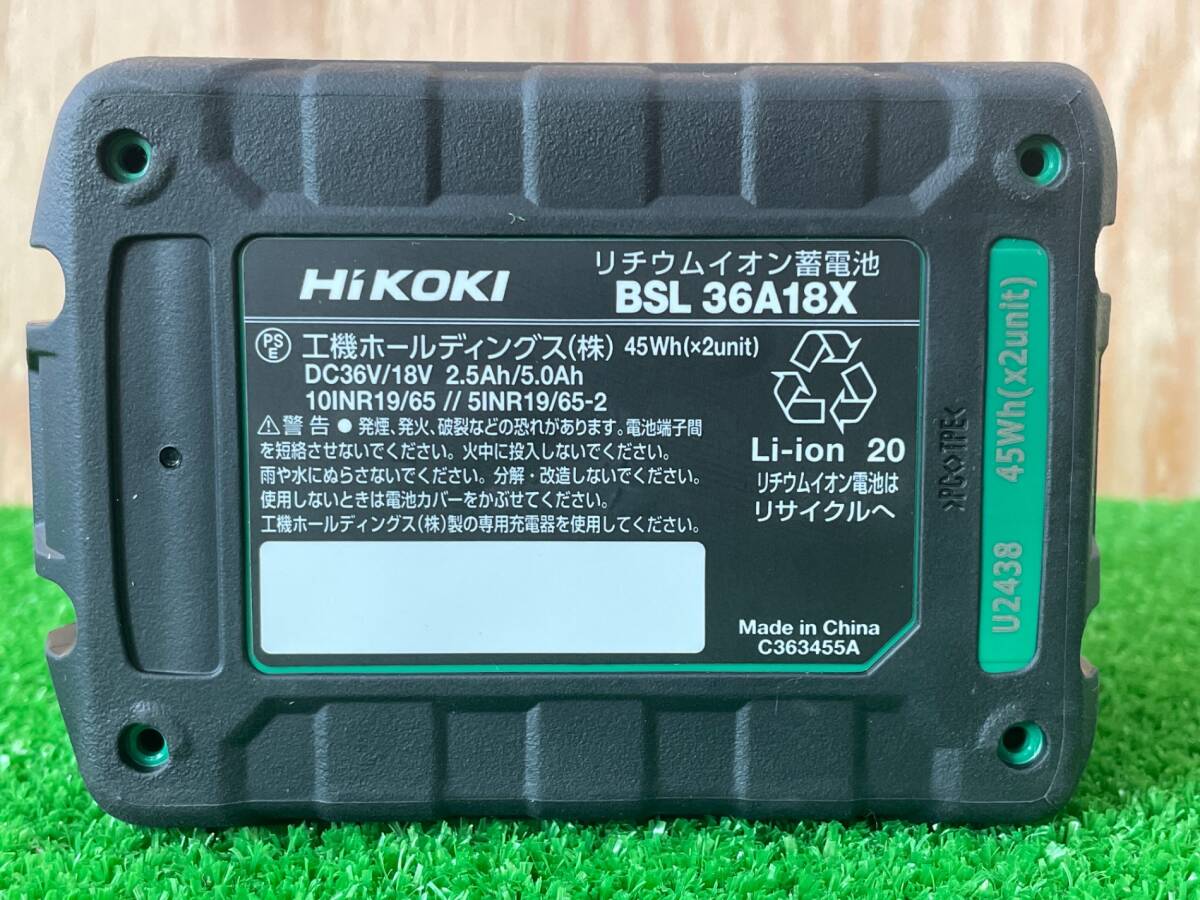 HiKOKI
リチウムイオン蓄電池
BSL 36A18X
PS
E
工機ホールディングス(株) 45Wh(×2unit)
DC36V/18V 2.5Ah/5.0Ah
10INR19/65 // 5INR19/65-2
⚠警告 ● 発煙、発火、破裂などの恐れがあります。電池端子間
を短絡させないでください。火中に投入しないでください。
雨や水にぬらさないでください。分解・改造しないでください。
使用しないときは電池カバーをかぶせてください。
工機ホールディングス(株)製の専用充電器を使用してください。
Li-ion 20
リチウムイオン電池は
リサイクルへ
Made in China
C363455A
>PC◇TPE<
U2438 45Wh(x2unit)